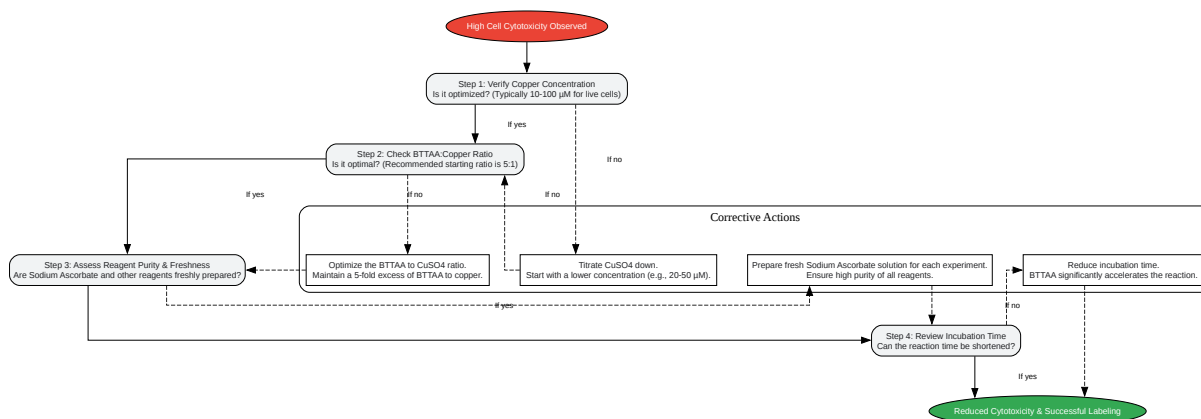 High Cell Cytotoxicity Observed
Step 1: Verify Copper Concentration
Is it optimized? (Typically 10-100 µM for live cells)
If yes
Step 2: Check BTTAA:Copper Ratio
Is it optimal? (Recommended starting ratio is 5:1)
If no
If yes
If no
If no
Corrective Actions
Step 3: Assess Reagent Purity & Freshness
Are Sodium Ascorbate and other reagents freshly prepared?
Optimize the BTTAA to CuSO4 ratio.
Maintain a 5-fold excess of BTTAA to copper.
Titrate CuSO4 down.
Start with a lower concentration (e.g., 20-50 µM).
Prepare fresh Sodium Ascorbate solution for each experiment.
Ensure high purity of all reagents.
Reduce incubation time.
BTTAA significantly accelerates the reaction.
If yes
If no
Step 4: Review Incubation Time
Can the reaction time be shortened?
If yes
Reduced Cytotoxicity & Successful Labeling